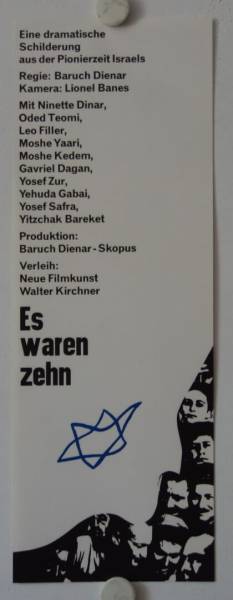 Eine dramatische
Schilderung
aus der Pionierzeit Israels
Regie: Baruch Dienar
Kamera: Lionel Banes
Mit Ninette Dinar,
Oded Teomi,
Leo Filler,
Moshe Yaari,
Moshe Kedem,
Gavriel Dagan,
Yosef Zur,
Yehuda Gabai,
Yosef Safra,
Yitzchak Bareket
Produktion:
Baruch Dienar-Skopus
Verleih:
Neue Filmkunst
Walter Kirchner
Es
waren
zehn